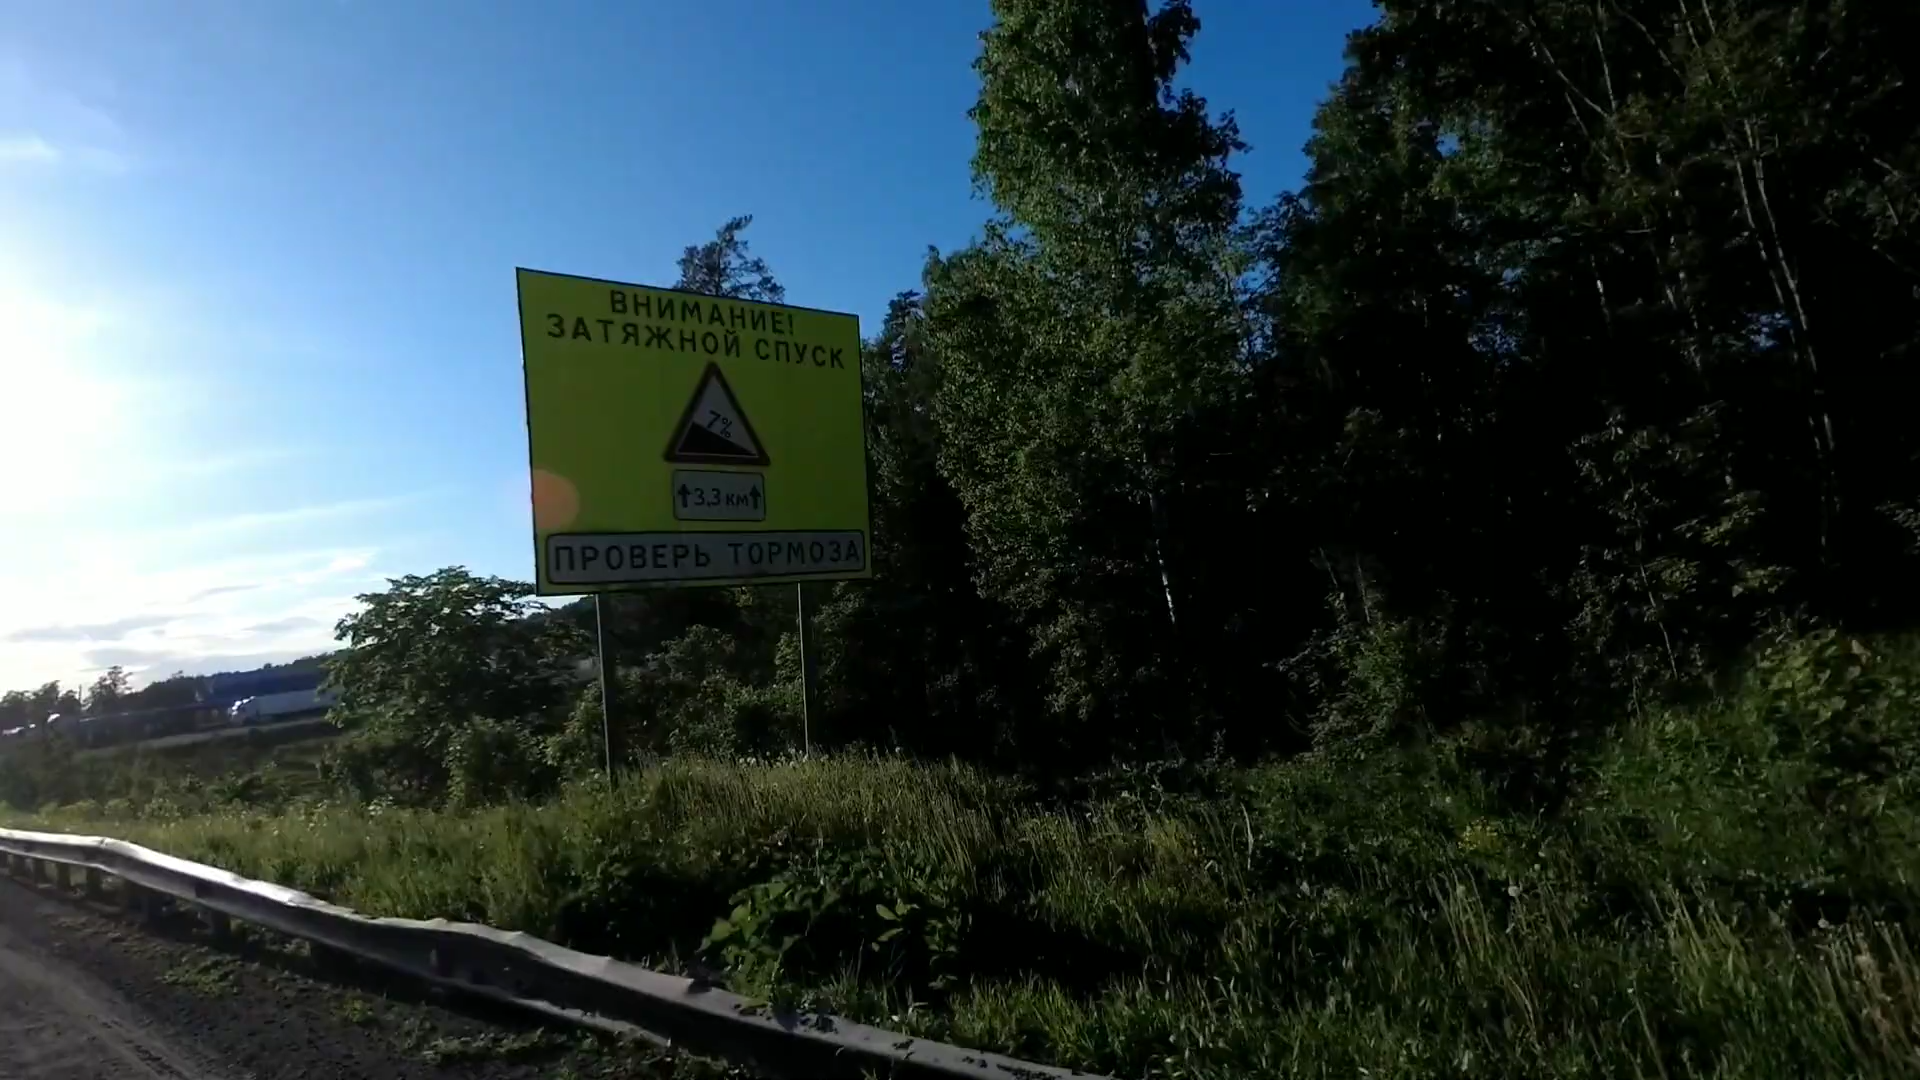 ВНИМАНИЕ!
ЗАТЯЖНОЙ СПУСК
7%
3.3 км
ПРОВЕРЬ ТОРМОЗА